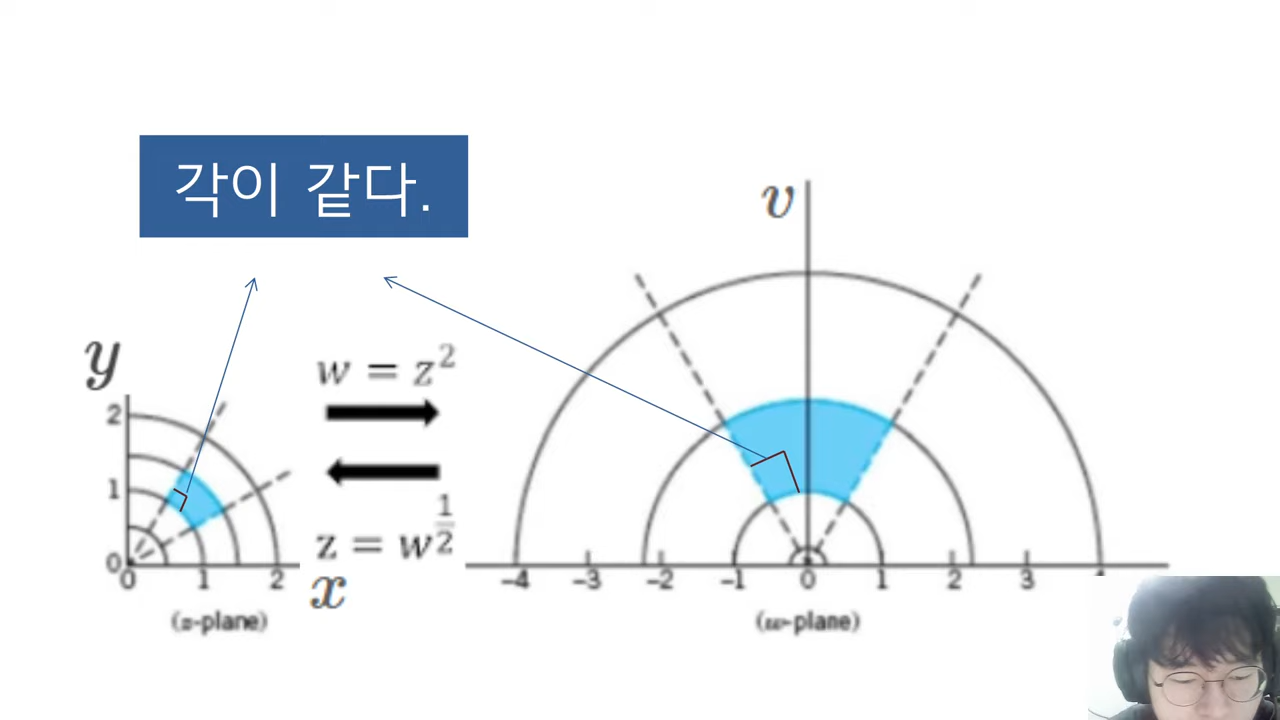 각이 같다.
v
y
w = z²
2
1
0
z = w^{1/2}
0 1 2
x
-4 -3 -2 -1 0 1 2 3
(z-plane)
(w-plane)